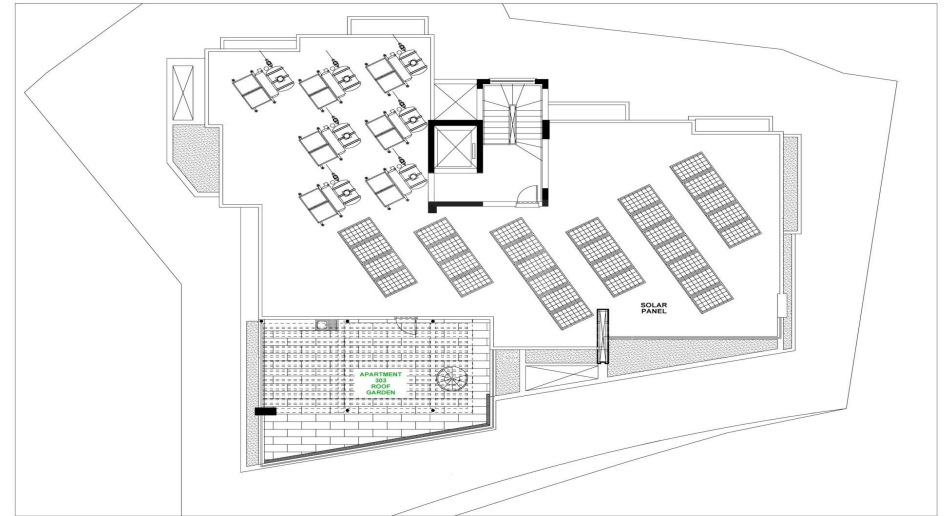 SOLAR
PANEL
APARTMENT
303
ROOF
GARDEN